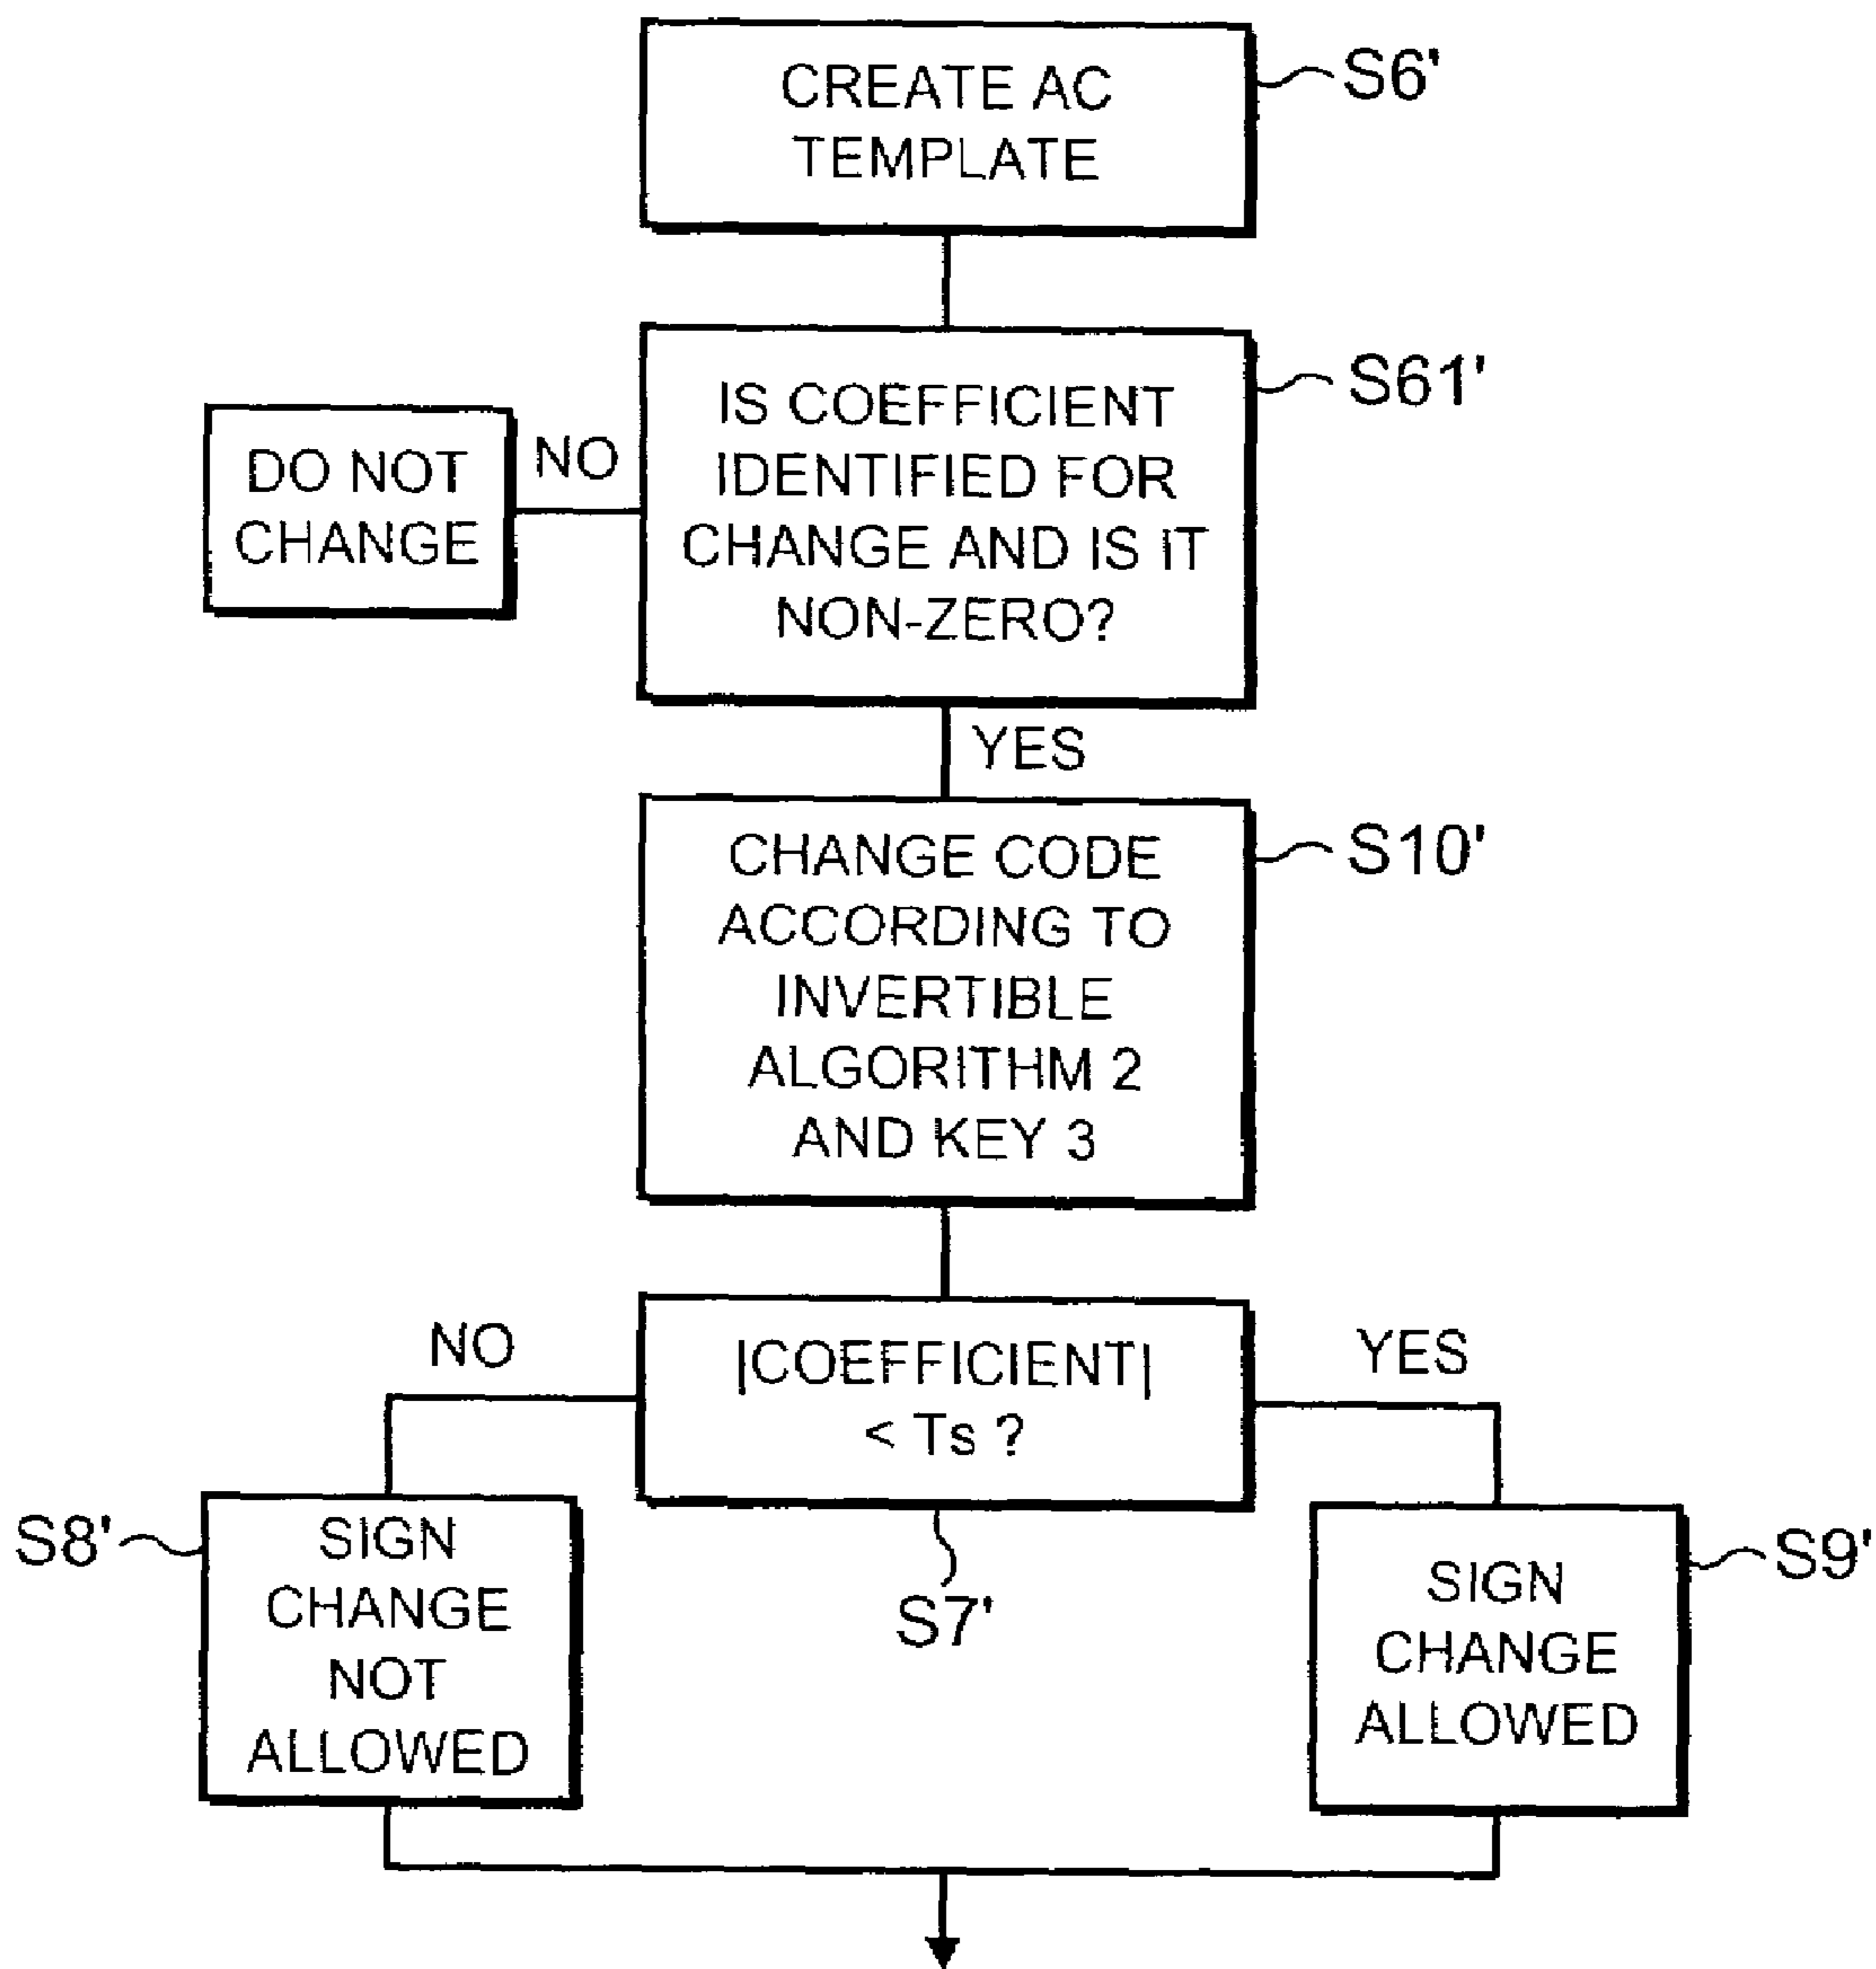 CREATE AC
TEMPLATE
S6'
IS COEFFICIENT
IDENTIFIED FOR
CHANGE AND IS IT
NON-ZERO?
S61'
NO
DO NOT
CHANGE
YES
CHANGE CODE
ACCORDING TO
INVERTIBLE
ALGORITHM 2
AND KEY 3
S10'
|COEFFICIENT|
< Ts ?
S7'
NO
YES
S8'
SIGN
CHANGE
NOT
ALLOWED
SIGN
CHANGE
ALLOWED
S9'